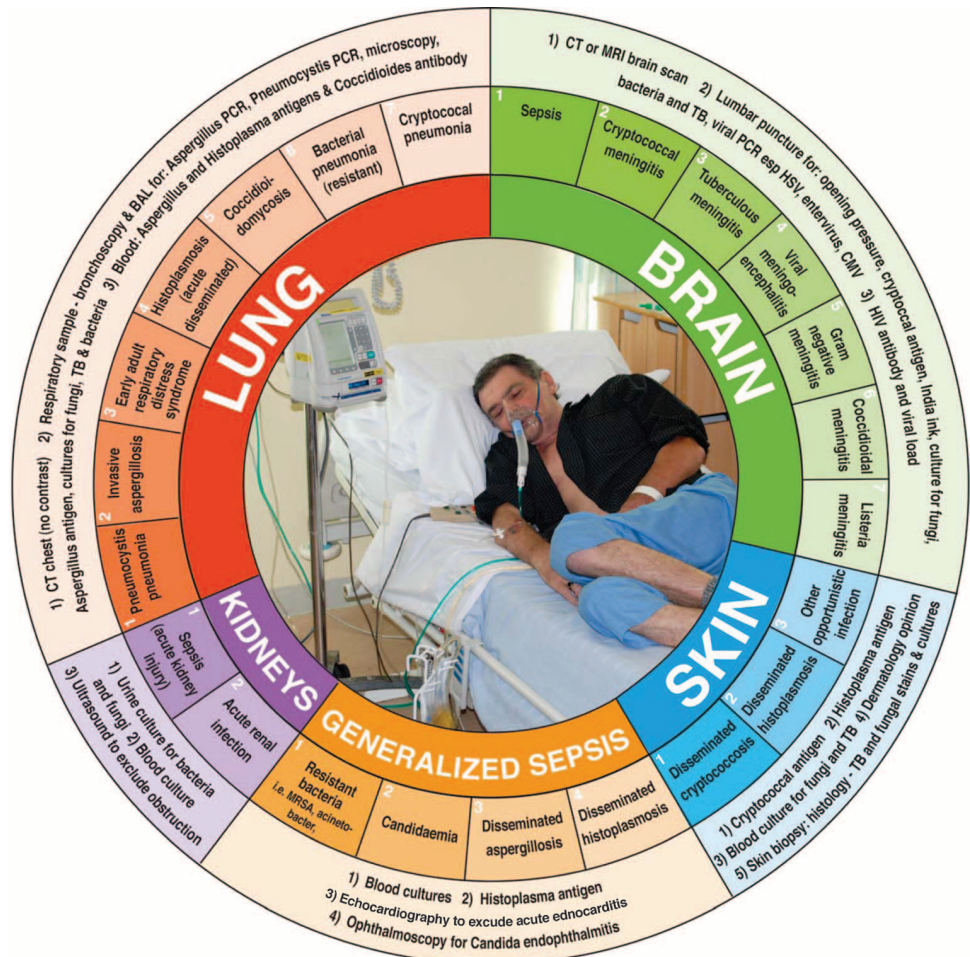 1) CT chest (no contrast) 2) Respiratory sample - bronchoscopy & BAL for: Aspergillus PCR, Pneumocystis PCR, microscopy,
Aspergillus antigen, cultures for fungi, TB & bacteria 3) Blood: Aspergillus and Histoplasma antigens & Coccidioides antibody
LUNG
1
Pneumocystis
pneumonia
2
Invasive
aspergillosis
3
Early adult
respiratory
distress
syndrome
4
Histoplasmosis
(acute
disseminated)
5
Coccidioi-
domycosis
6
Bacterial
pneumonia
(resistant)
7
Cryptococal
pneumonia
1) CT or MRI brain scan 2) Lumbar puncture for: opening pressure, cryptoccal antigen, India ink, culture for fungi,
bacteria and TB, viral PCR esp HSV, entervirus, CMV 3) HIV antibody and viral load
BRAIN
1
Sepsis
2
Cryptococcal
meningitis
3
Tuberculous
meningitis
4
Viral
meningo-
encephalitis
5
Gram
negative
meningitis
6
Coccidioidal
meningitis
7
Listeria
meningitis
SKIN
1
Disseminated
cryptococcosis
2
Disseminated
histoplasmosis
3
Other
opportunistic
infection
1) Cryptococcal antigen 2) Histoplasma antigen
3) Blood culture for fungi and TB 4) Dermatology opinion
5) Skin biopsy: histology - TB and fungal stains & cultures
GENERALIZED SEPSIS
1
Resistant
bacteria
i.e. MRSA, acineto-
bacter,
2
Candidaemia
3
Disseminated
aspergillosis
4
Disseminated
histoplasmosis
1) Blood cultures 2) Histoplasma antigen
3) Echocardiography to excude acute ednocarditis
4) Ophthalmoscopy for Candida endophthalmitis
KIDNEYS
1
Sepsis
(acute kidney
injury)
2
Acute renal
infection
1) Urine culture for bacteria
and fungi 2) Blood culture
3) Ultrasound to exclude obstruction